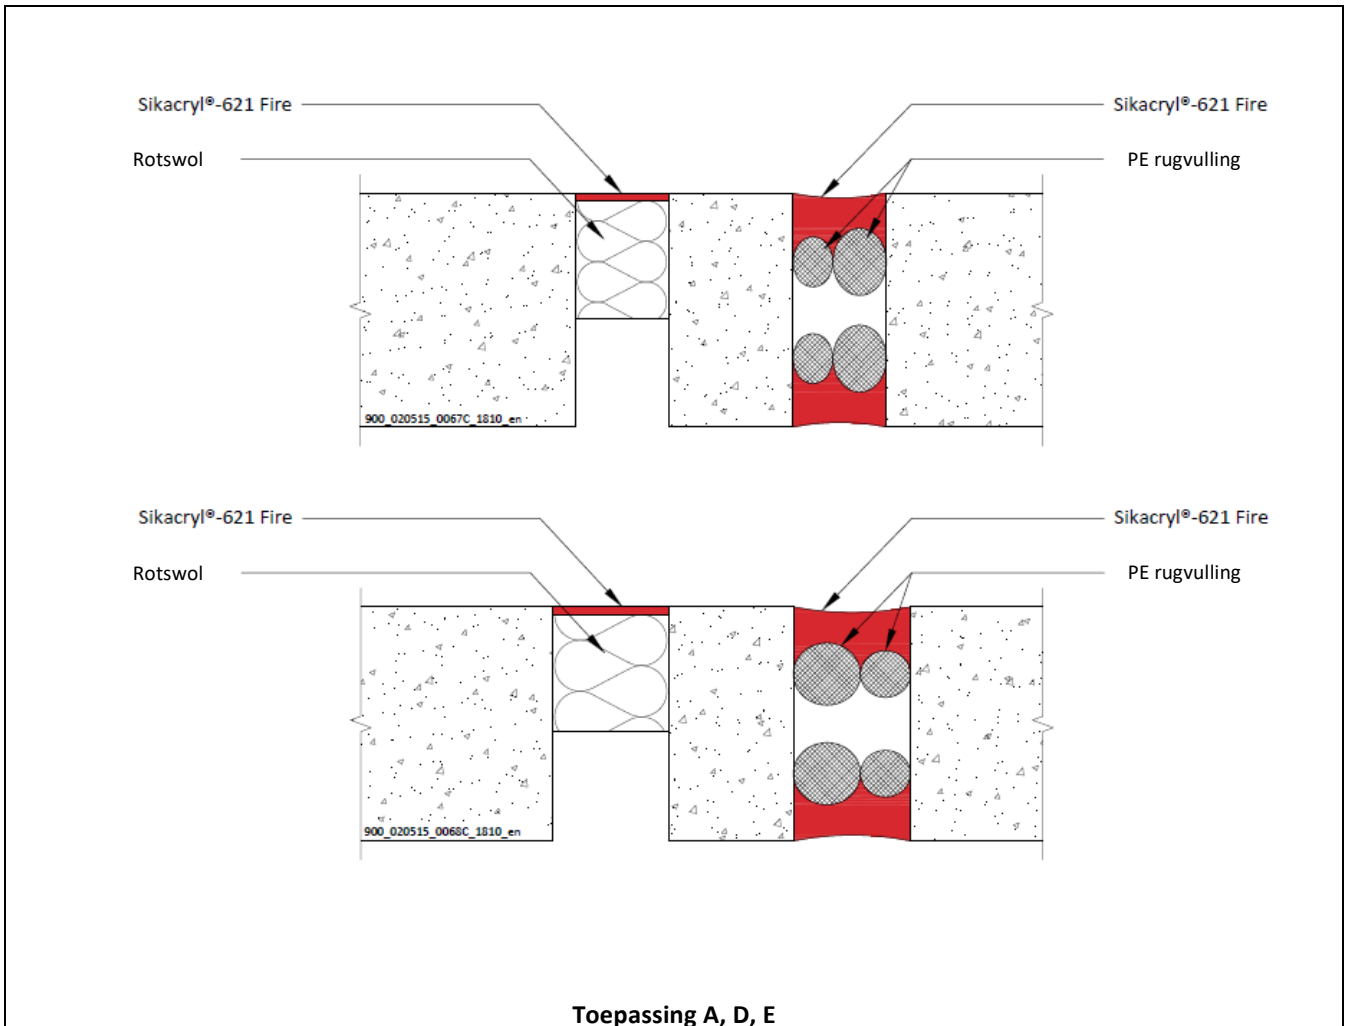 Sikacryl®-621 Fire
Sikacryl®-621 Fire
Rotswol
PE rugvulling
900_020515_0067C_1810_en
Sikacryl®-621 Fire
Sikacryl®-621 Fire
Rotswol
PE rugvulling
900_020515_0068C_1810_en
Toepassing A, D, E